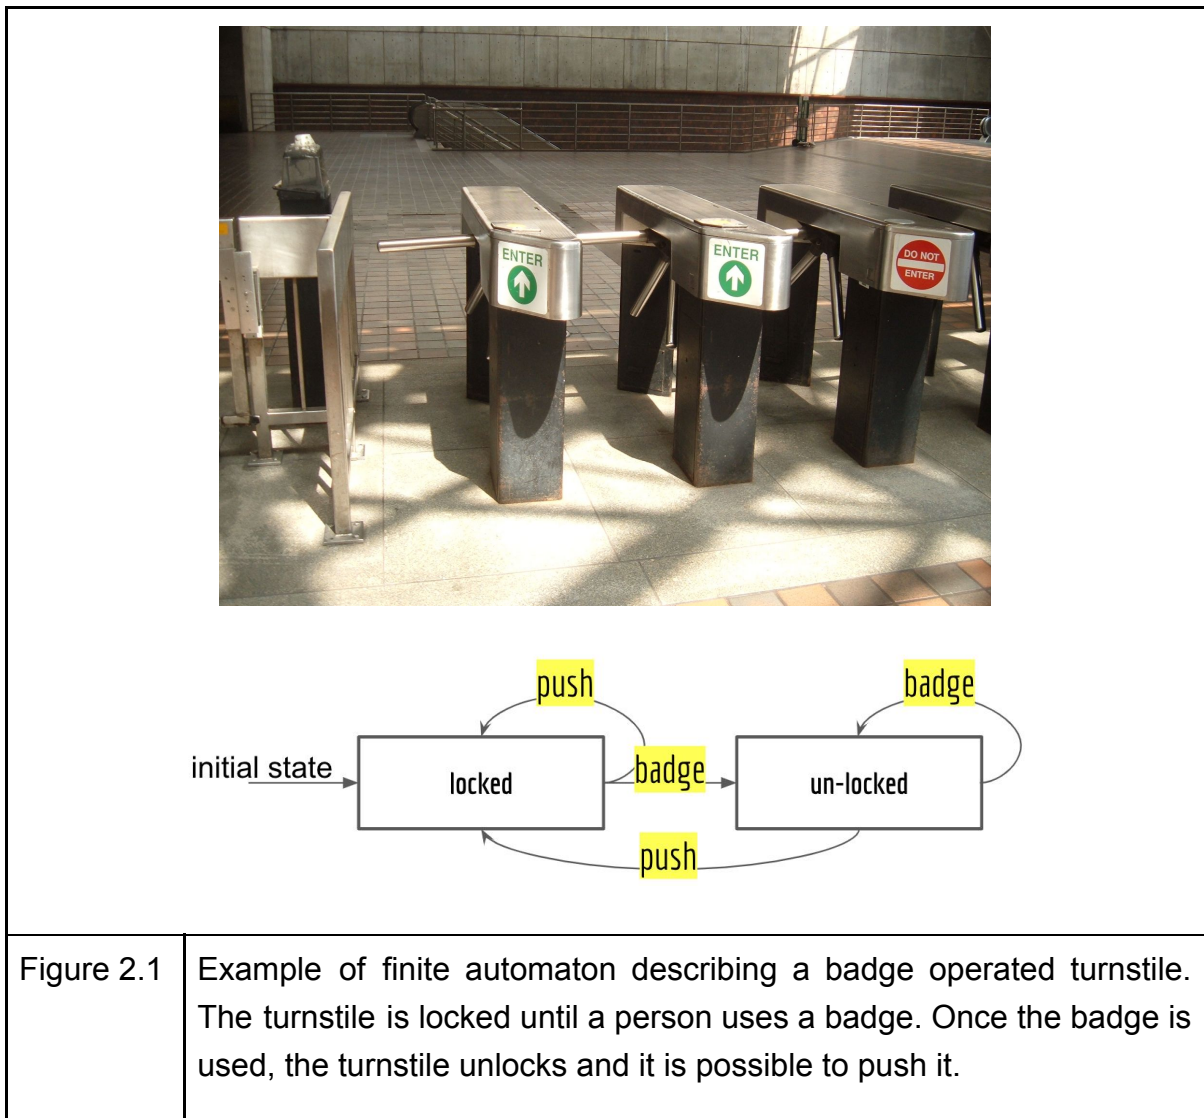 ENTER
ENTER
DO NOT
ENTER
push
badge
initial state
locked
badge
un-locked
push
Figure 2.1
Example of finite automaton describing a badge operated turnstile.
The turnstile is locked until a person uses a badge. Once the badge is
used, the turnstile unlocks and it is possible to push it.